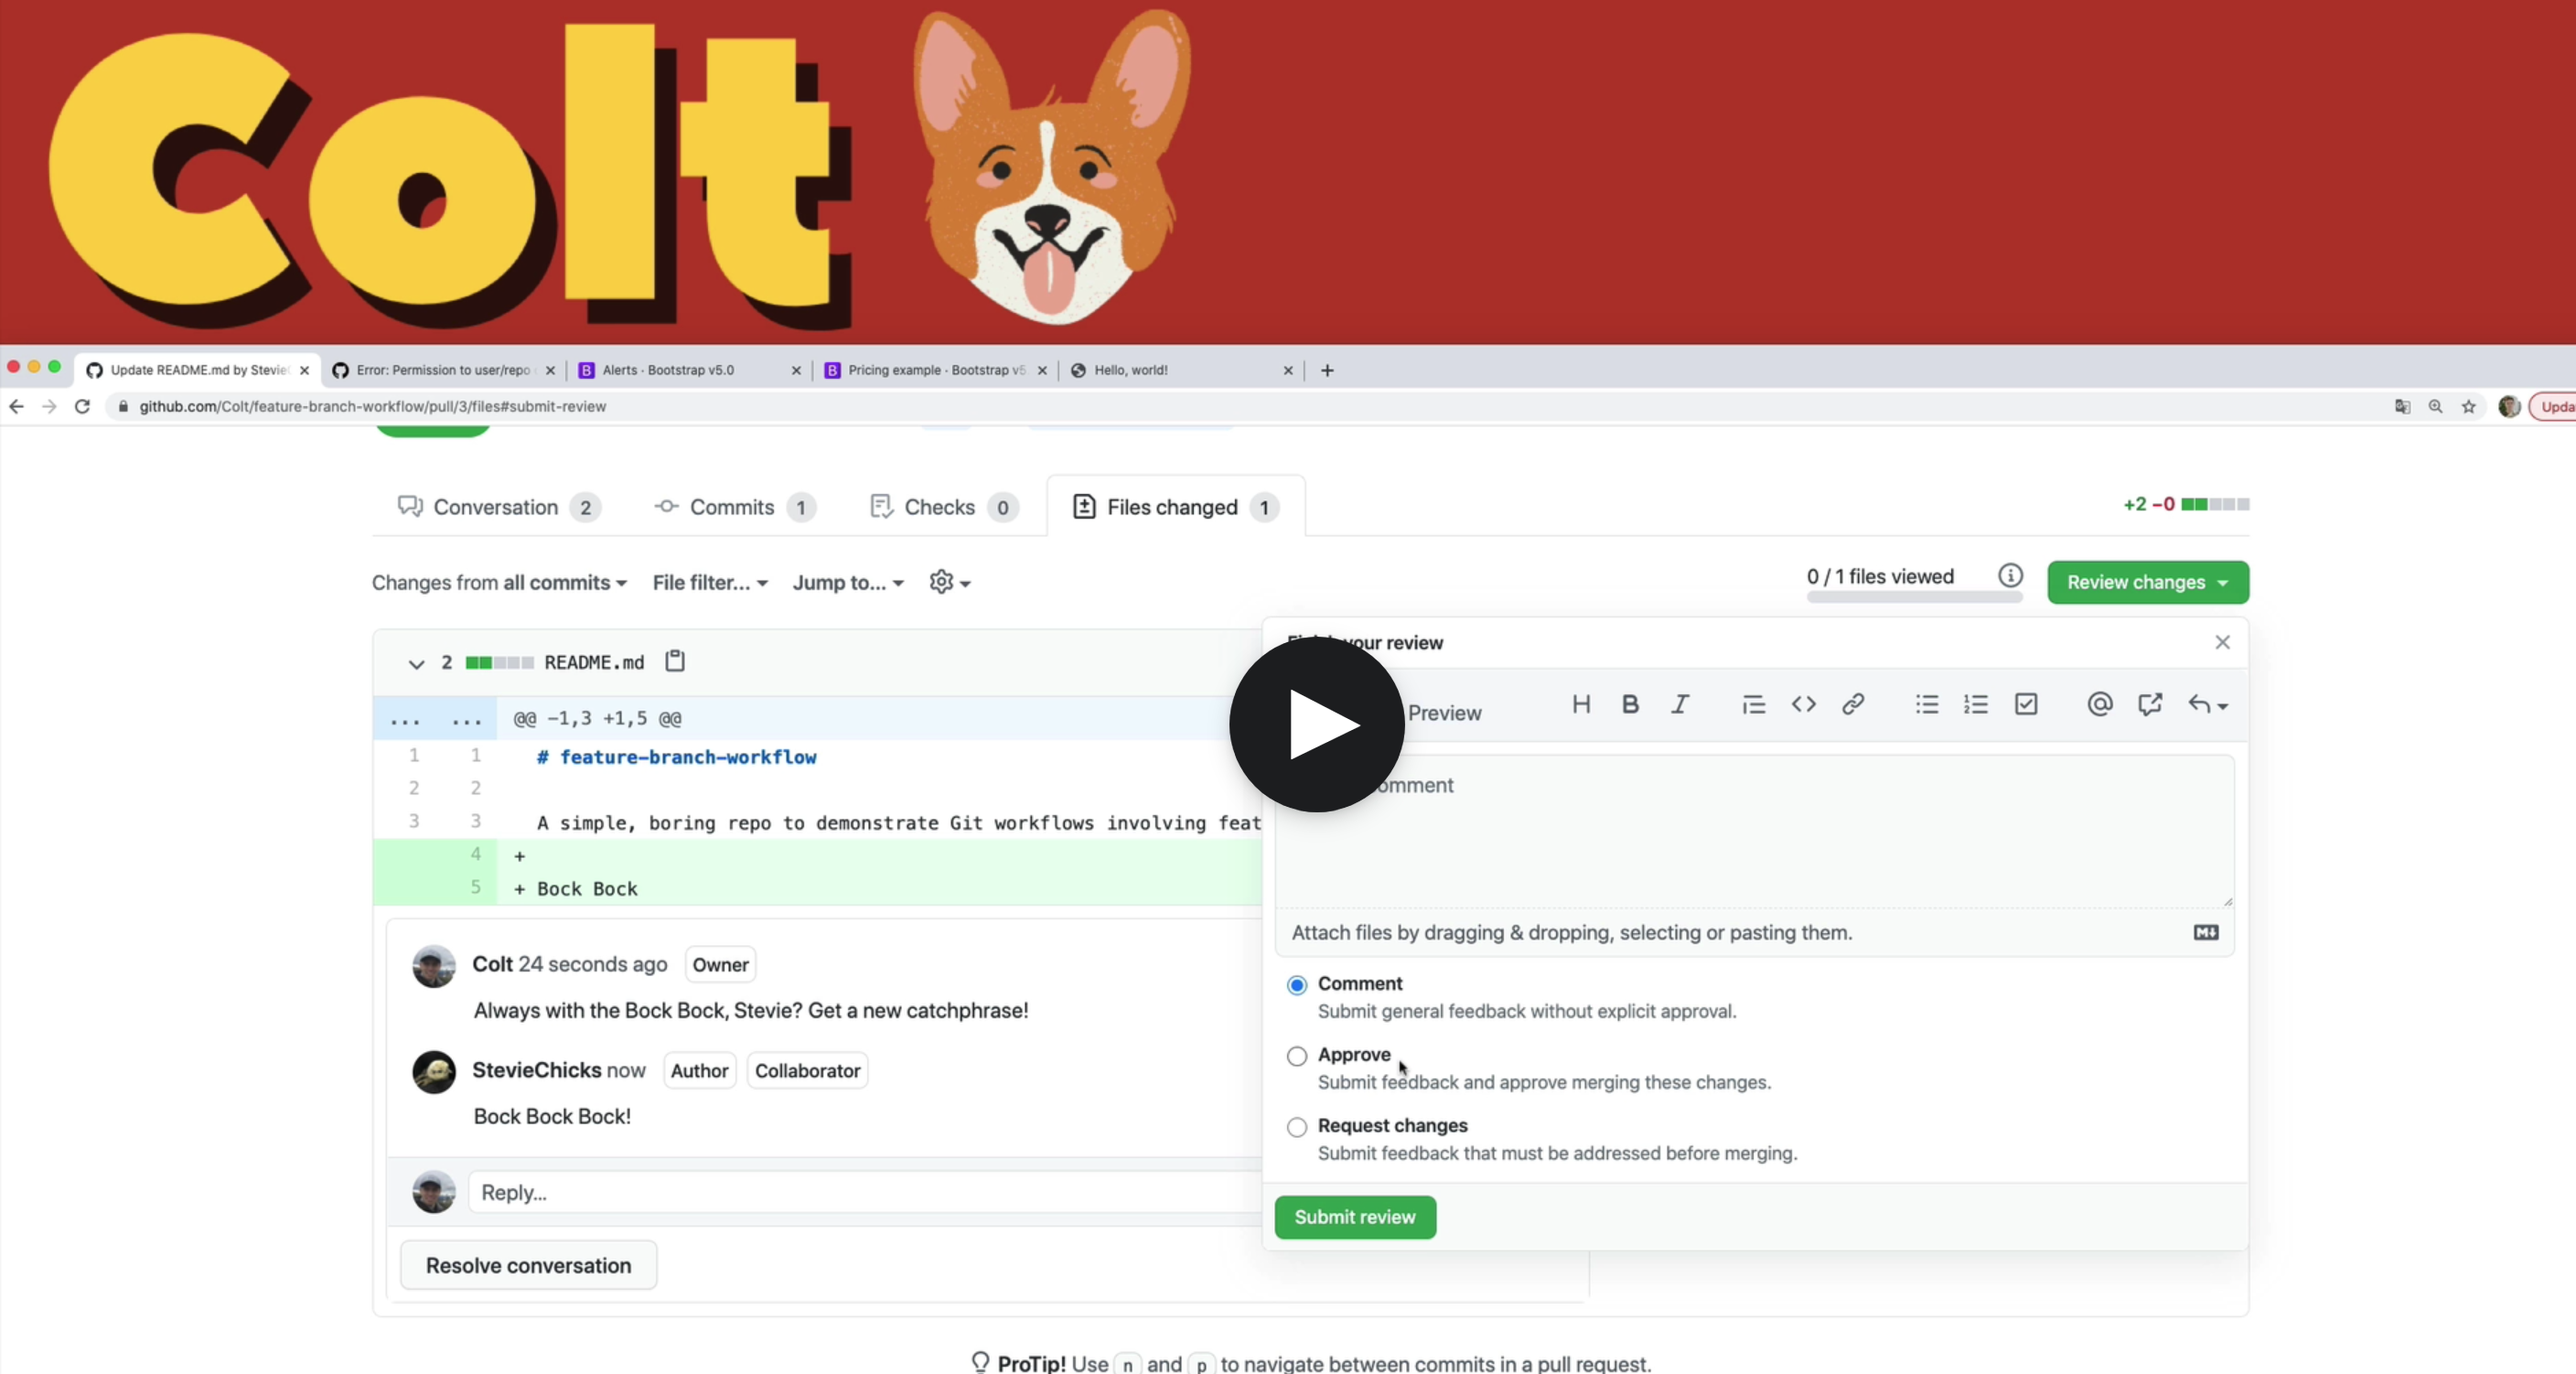 Colt
Update README.md by Stevie
Error: Permission to user/repo
Alerts · Bootstrap v5.0
Pricing example · Bootstrap v5
Hello, world!
github.com/Colt/feature-branch-workflow/pull/3/files#submit-review
Upda
Conversation 2
Commits 1
Checks 0
Files changed 1
+2 −0
Changes from all commits
File filter...
Jump to...
0 / 1 files viewed
Review changes
2 README.md
... ... @@ -1,3 +1,5 @@
1 1 # feature-branch-workflow
2 2
3 3 A simple, boring repo to demonstrate Git workflows involving feat
4 +
5 + Bock Bock
Colt 24 seconds ago Owner
Always with the Bock Bock, Stevie? Get a new catchphrase!
StevieChicks now Author Collaborator
Bock Bock Bock!
Reply...
Resolve conversation
your review
Preview
H B I
omment
Attach files by dragging & dropping, selecting or pasting them.
Comment
Submit general feedback without explicit approval.
Approve
Submit feedback and approve merging these changes.
Request changes
Submit feedback that must be addressed before merging.
Submit review
ProTip! Use n and p to navigate between commits in a pull request.